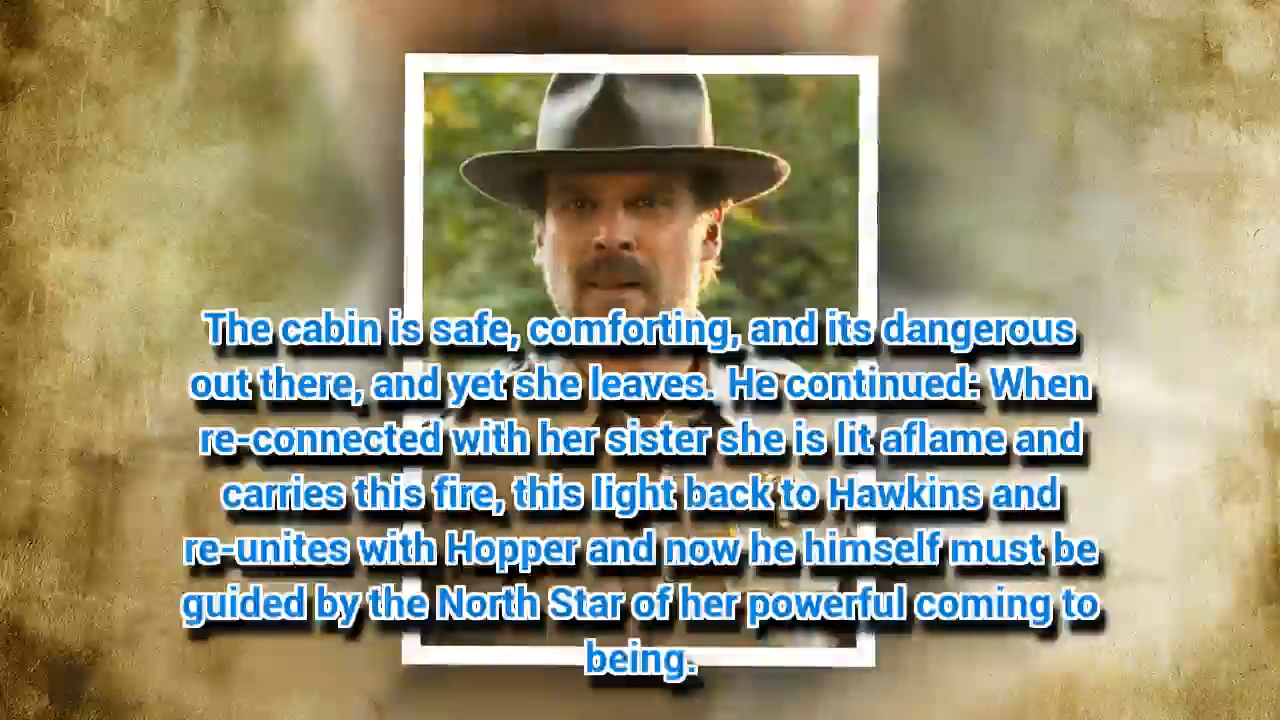 The cabin is safe, comforting, and its dangerous
out there, and yet she leaves. He continued: When
re-connected with her sister she is lit aflame and
carries this fire, this light back to Hawkins and
re-unites with Hopper and now he himself must be
guided by the North Star of her powerful coming to
being.